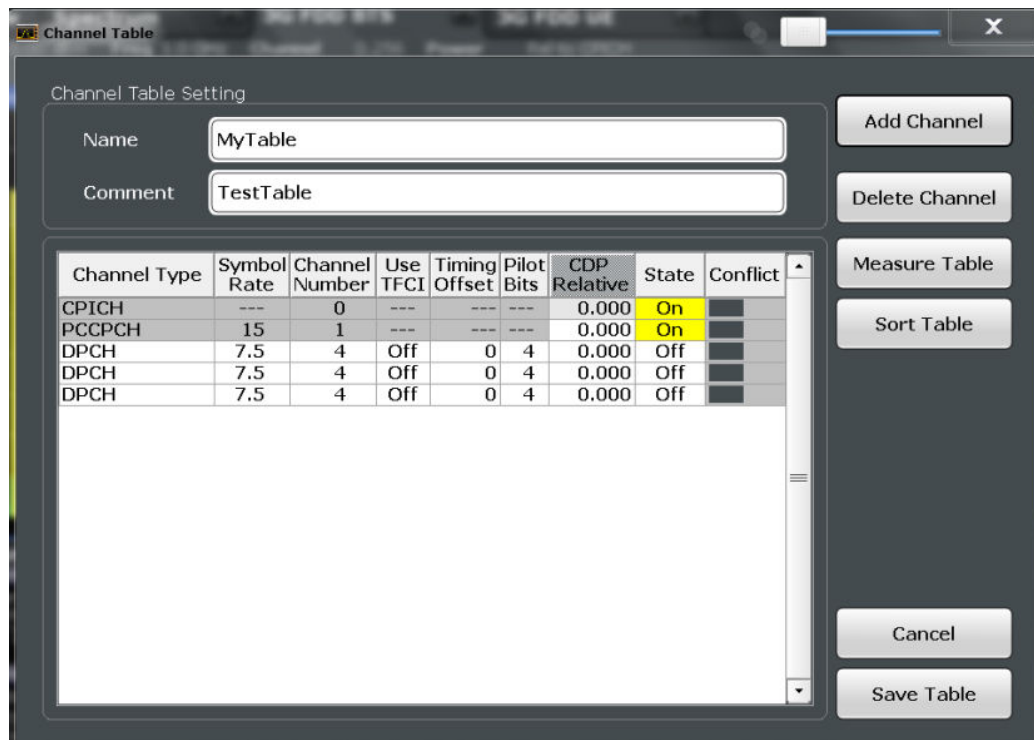 Channel Table
X
Channel Table Setting
Name MyTable
Comment TestTable
Add Channel
Delete Channel
Measure Table
Sort Table
Channel Type Symbol Rate Channel Number Use TFCI Timing Offset Pilot Bits CDP Relative State Conflict
CPICH --- 0 --- --- --- 0.000 On
PCCPCH 15 1 --- --- --- 0.000 On
DPCH 7.5 4 Off 0 4 0.000 Off
DPCH 7.5 4 Off 0 4 0.000 Off
DPCH 7.5 4 Off 0 4 0.000 Off
Cancel
Save Table